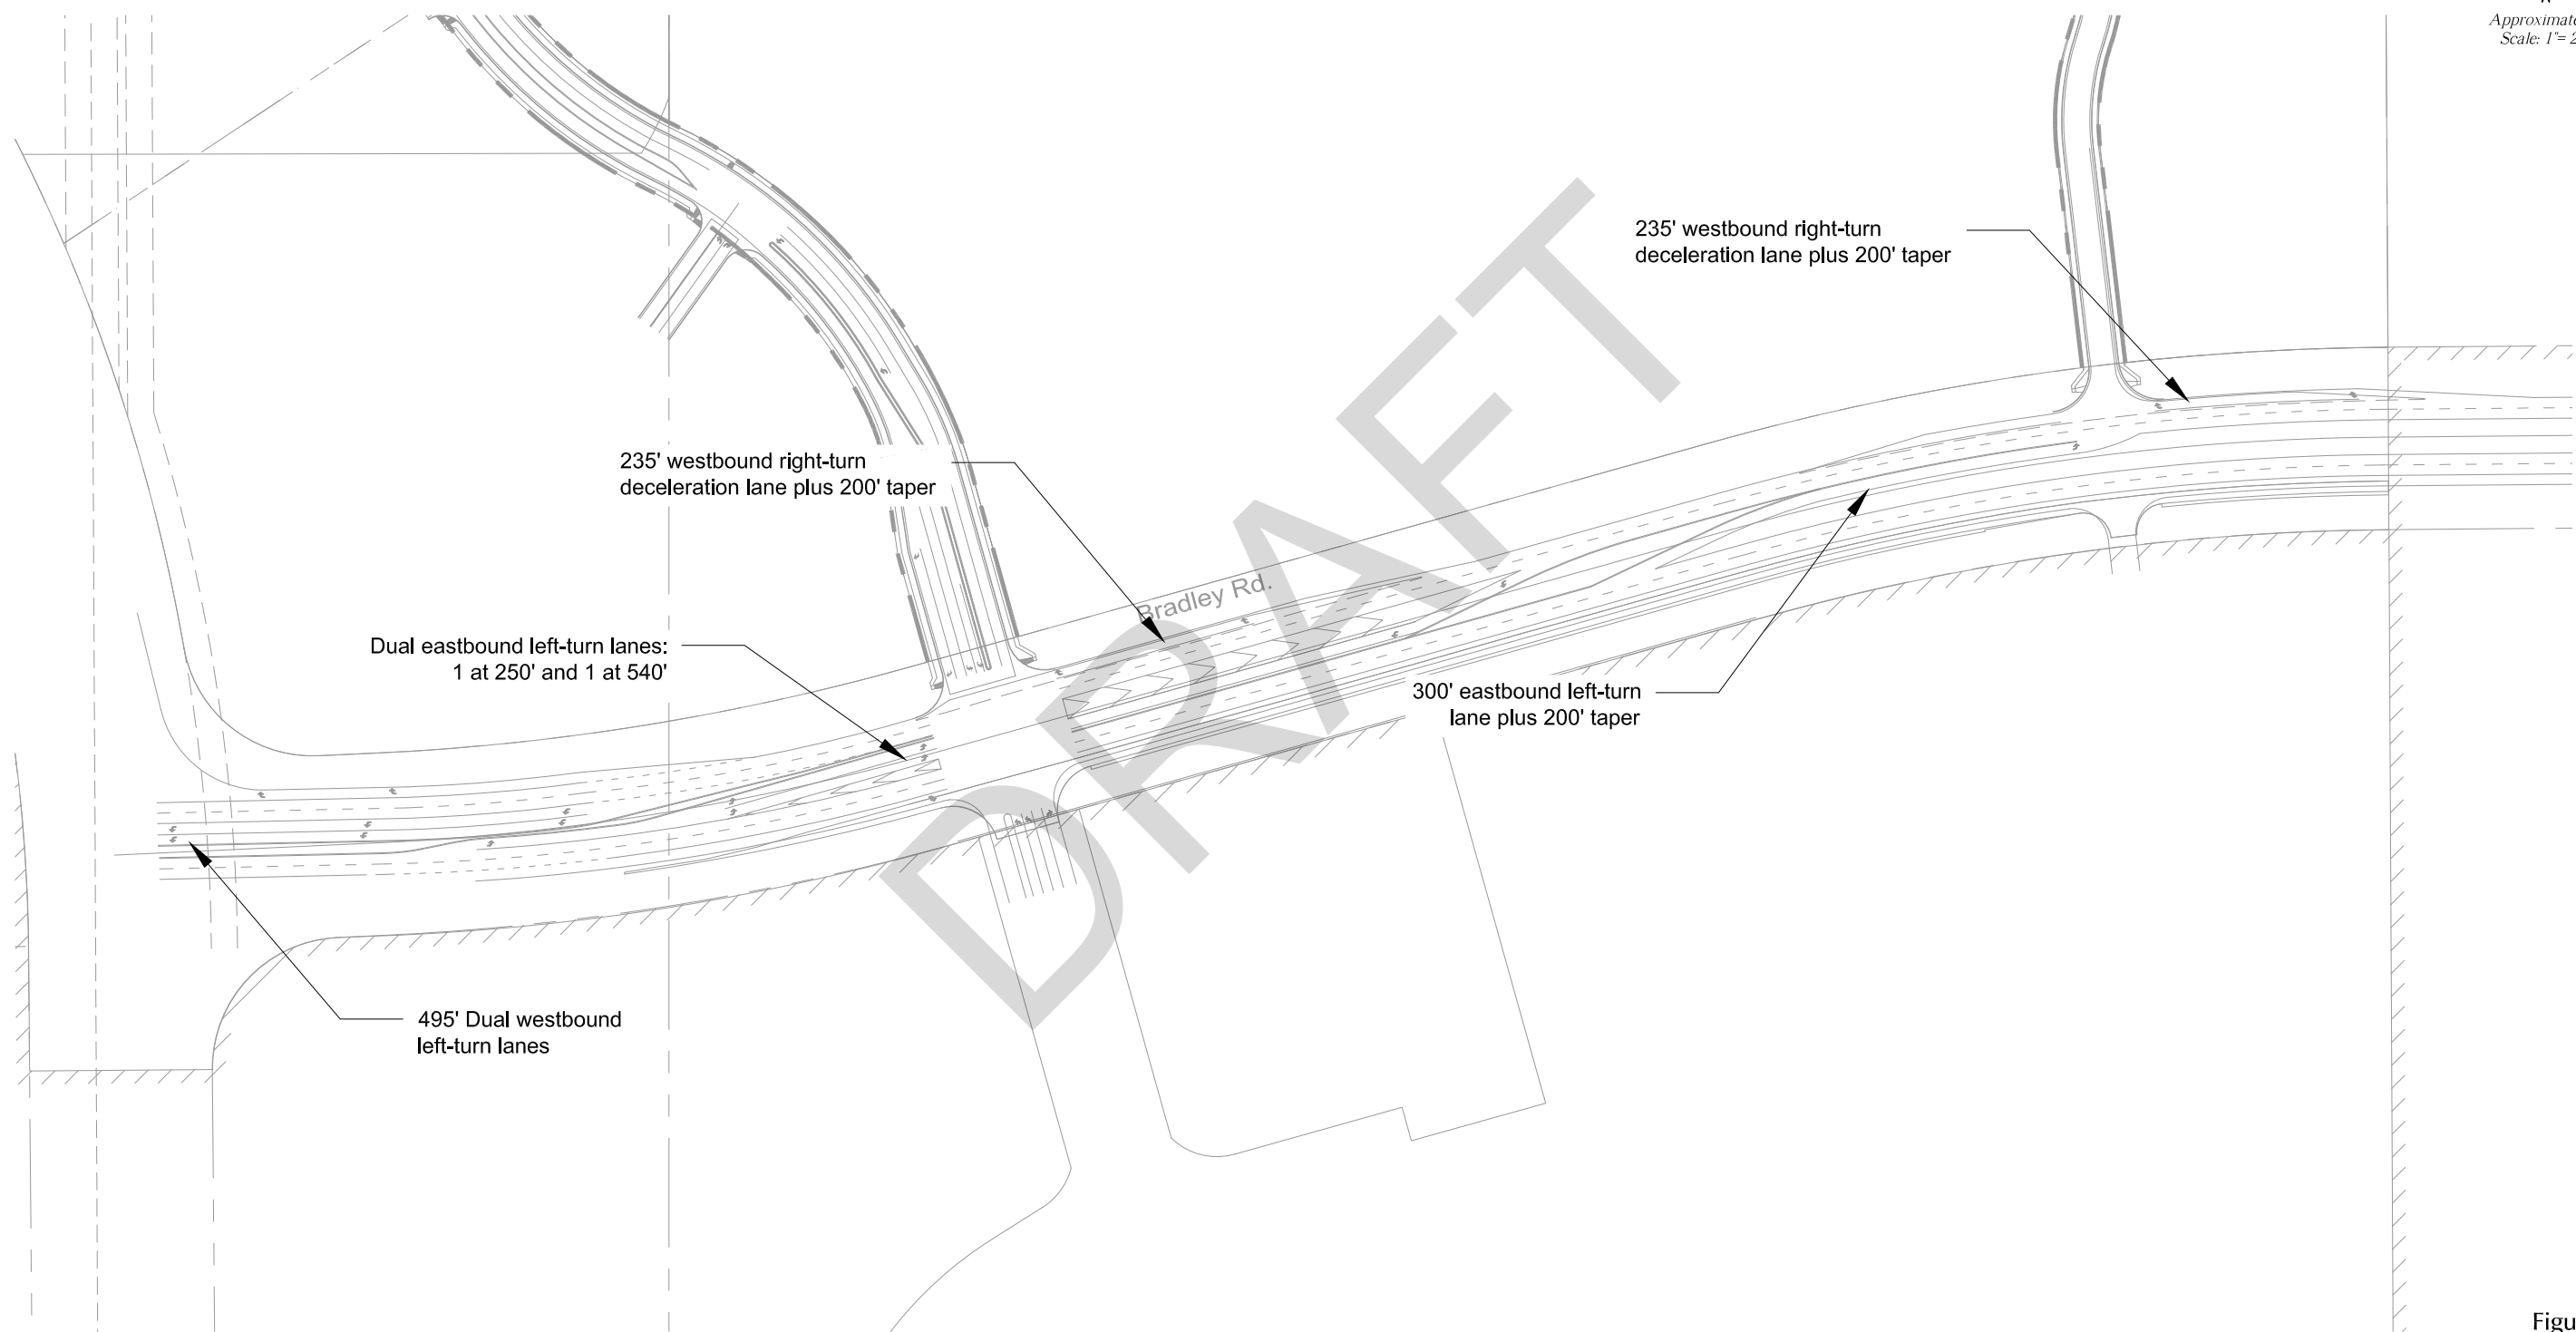 Approximate
Scale: 1"= 2
235' westbound right-turn
deceleration lane plus 200' taper
235' westbound right-turn
deceleration lane plus 200' taper
Bradley Rd.
Dual eastbound left-turn lanes:
1 at 250' and 1 at 540'
300' eastbound left-turn
lane plus 200' taper
495' Dual westbound
left-turn lanes
DRAFT
Figu